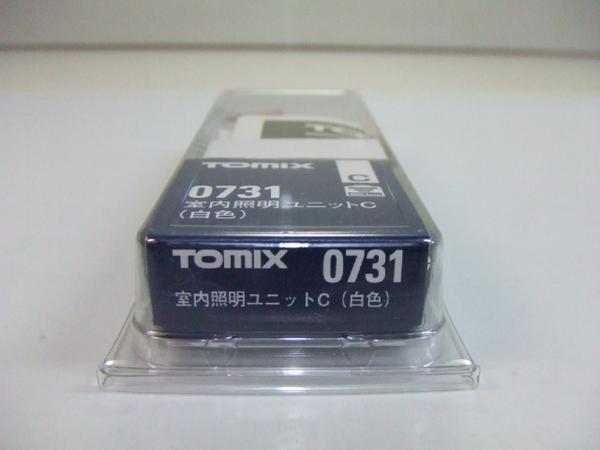 TOMIX
C
0731
室内照明ユニットC
(白色)
TOMIX 0731
室内照明ユニットC (白色)